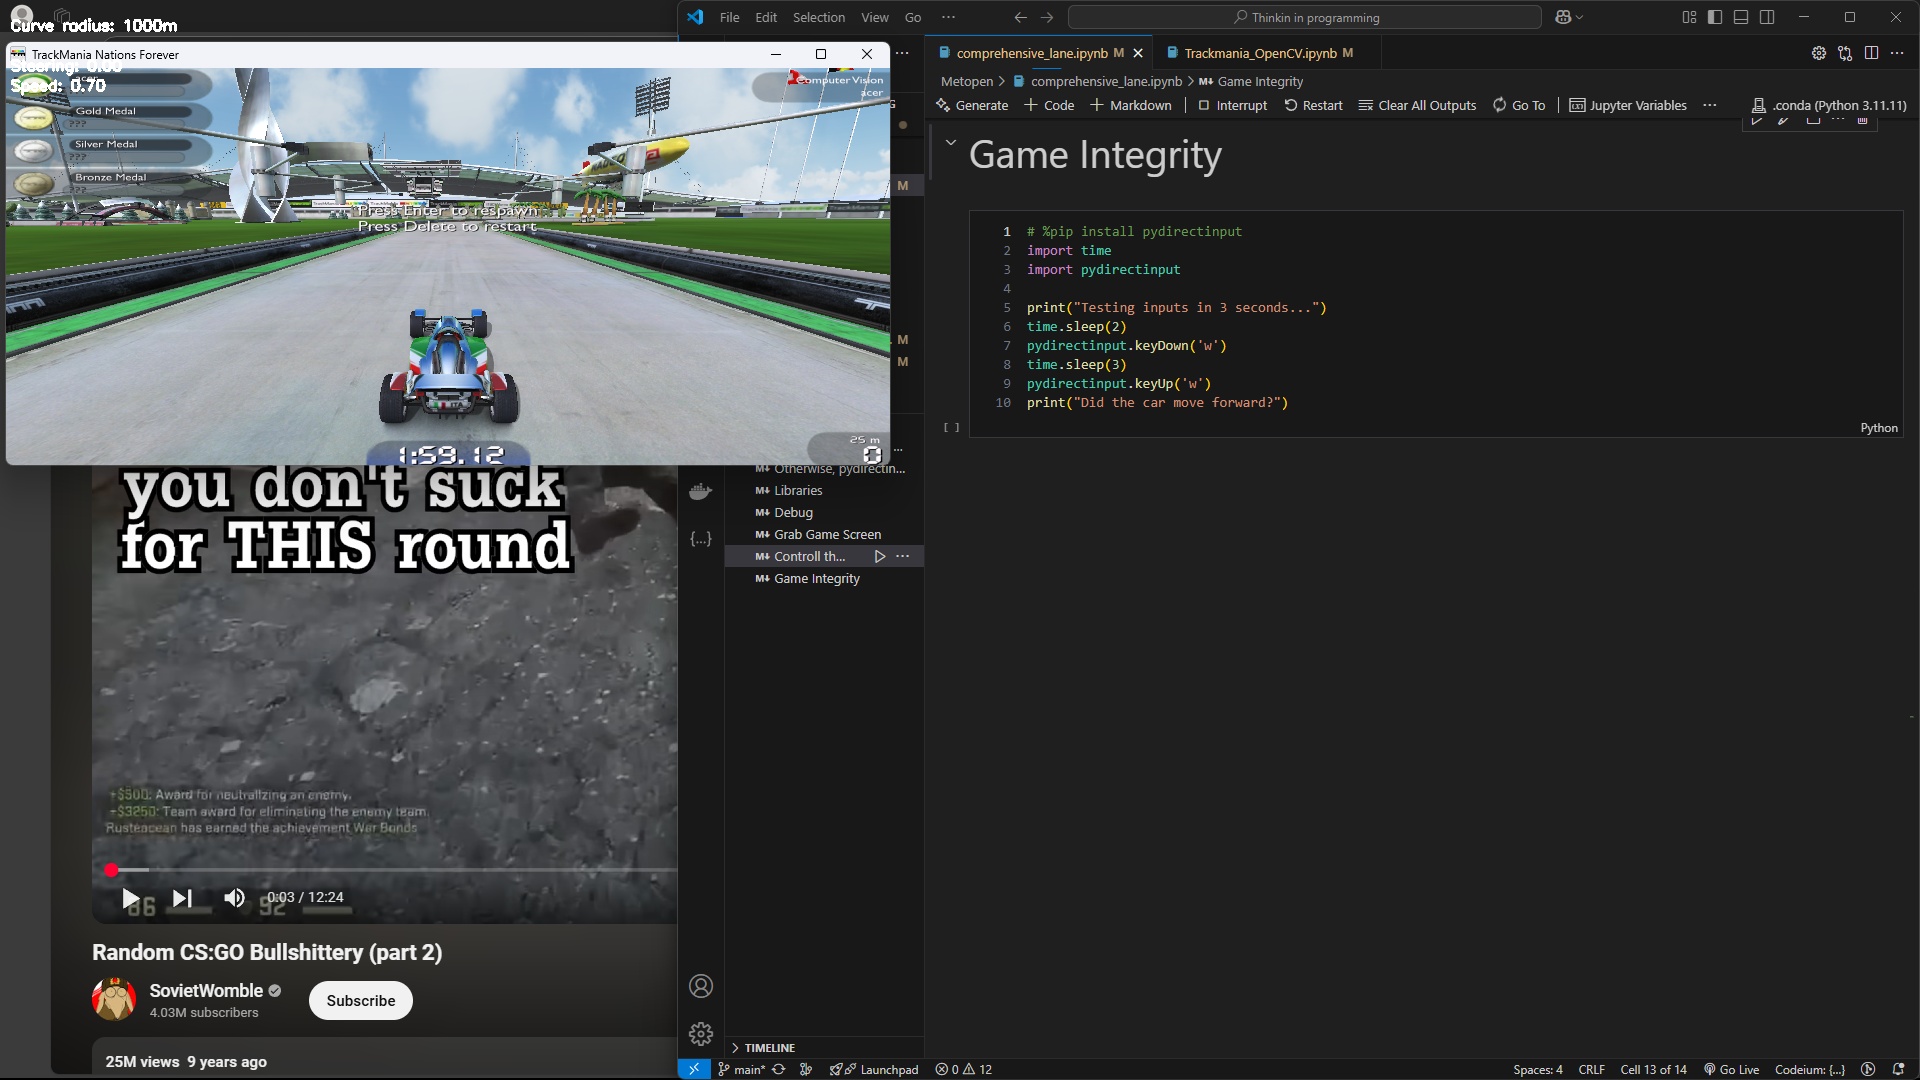 Curve radius: 1000m
TrackMania Nations Forever
Steering: 0.00
Speed: 0.70
acer
Gold Medal
???
Silver Medal
???
Bronze Medal
???
Computer Vision
acer
Press Enter to respawn
Press Delete to restart
1:59.12
25 m
0
you don't suck
for THIS round
+$300: Award for neutralizing an enemy.
+$3250: Team award for eliminating the enemy team.
Rusteacean has earned the achievement War Bonds
0:03 / 12:24
86
92
Random CS:GO Bullshittery (part 2)
SovietWomble
4.03M subscribers
Subscribe
25M views 9 years ago
File Edit Selection View Go ···
Thinkin in programming
comprehensive_lane.ipynb M
Trackmania_OpenCV.ipynb M
Metopen > comprehensive_lane.ipynb > M↓ Game Integrity
Generate + Code + Markdown Interrupt Restart Clear All Outputs Go To Jupyter Variables ··· .conda (Python 3.11.11)
Game Integrity
1 # %pip install pydirectinput
2 import time
3 import pydirectinput
4
5 print("Testing inputs in 3 seconds...")
6 time.sleep(2)
7 pydirectinput.keyDown('w')
8 time.sleep(3)
9 pydirectinput.keyUp('w')
10 print("Did the car move forward?")
[ ]
Python
M
M
M
M↓ Otherwise, pydirectin...
M↓ Libraries
M↓ Debug
M↓ Grab Game Screen
M↓ Controll th...
M↓ Game Integrity
{...}
TIMELINE
main* Launchpad 0 12
Spaces: 4 CRLF Cell 13 of 14 Go Live Codeium: {...}